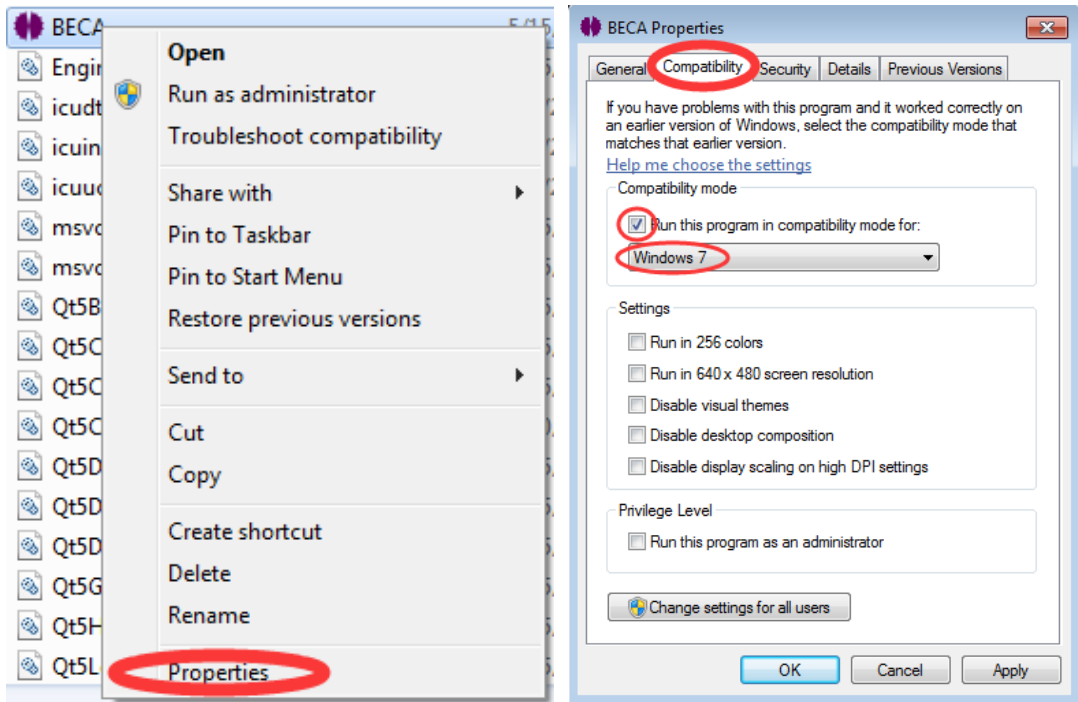 BECA
Open
Engin
Run as administrator
icudt
Troubleshoot compatibility
icuin
Share with
icuuc
Pin to Taskbar
msvc
Pin to Start Menu
msvc
Restore previous versions
Qt5B
Qt5C
Send to
Qt5C
Cut
Qt5C
Copy
Qt5D
Qt5D
Create shortcut
Qt5D
Delete
Qt5G
Rename
Qt5H
Properties
Qt5L
BECA Properties
General Compatibility Security Details Previous Versions
If you have problems with this program and it worked correctly on
an earlier version of Windows, select the compatibility mode that
matches that earlier version.
Help me choose the settings
Compatibility mode
Run this program in compatibility mode for:
Windows 7
Settings
Run in 256 colors
Run in 640 x 480 screen resolution
Disable visual themes
Disable desktop composition
Disable display scaling on high DPI settings
Privilege Level
Run this program as an administrator
Change settings for all users
OK Cancel Apply